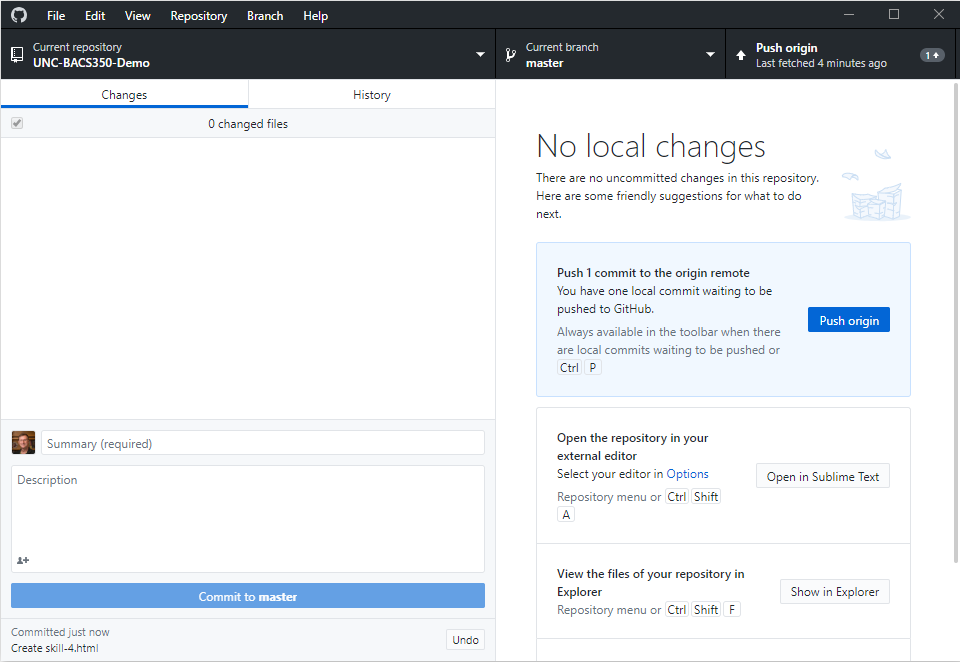 File Edit View Repository Branch Help
Current repository
UNC-BACS350-Demo
Current branch
master
Push origin
Last fetched 4 minutes ago
1
Changes
History
0 changed files
No local changes
There are no uncommitted changes in this repository.
Here are some friendly suggestions for what to do
next.
Push 1 commit to the origin remote
You have one local commit waiting to be
pushed to GitHub.
Always available in the toolbar when there
are local commits waiting to be pushed or
Ctrl P
Push origin
Open the repository in your
external editor
Select your editor in Options
Repository menu or Ctrl Shift
A
Open in Sublime Text
View the files of your repository in
Explorer
Repository menu or Ctrl Shift F
Show in Explorer
Summary (required)
Description
Commit to master
Committed just now
Create skill-4.html
Undo